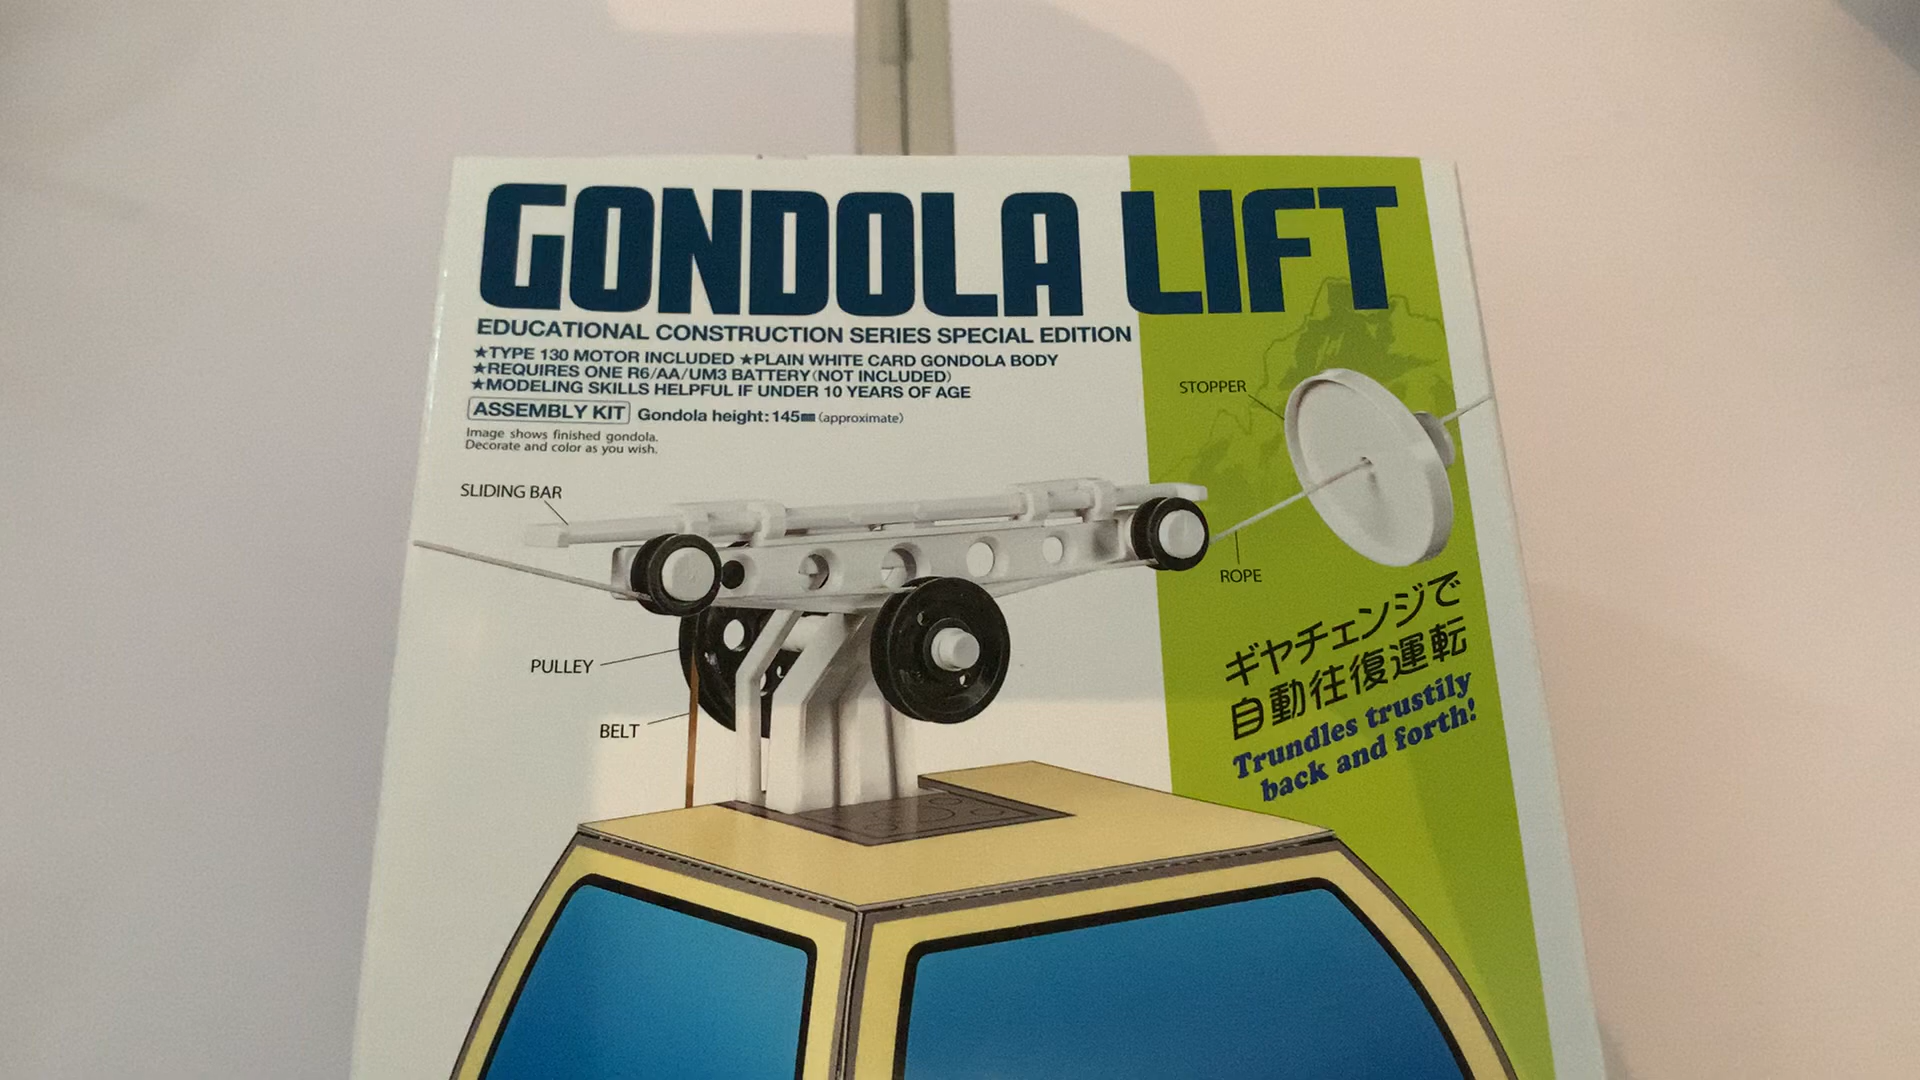 GONDOLA LIFT
EDUCATIONAL CONSTRUCTION SERIES SPECIAL EDITION
★TYPE 130 MOTOR INCLUDED ★PLAIN WHITE CARD GONDOLA BODY
★REQUIRES ONE R6/AA/UM3 BATTERY (NOT INCLUDED)
★MODELING SKILLS HELPFUL IF UNDER 10 YEARS OF AGE
ASSEMBLY KIT Gondola height: 145㎜ (approximate)
Image shows finished gondola.
Decorate and color as you wish.
STOPPER
SLIDING BAR
ROPE
PULLEY
BELT
ギヤチェンジで
自動往復運転
Trundles trustily
back and forth!